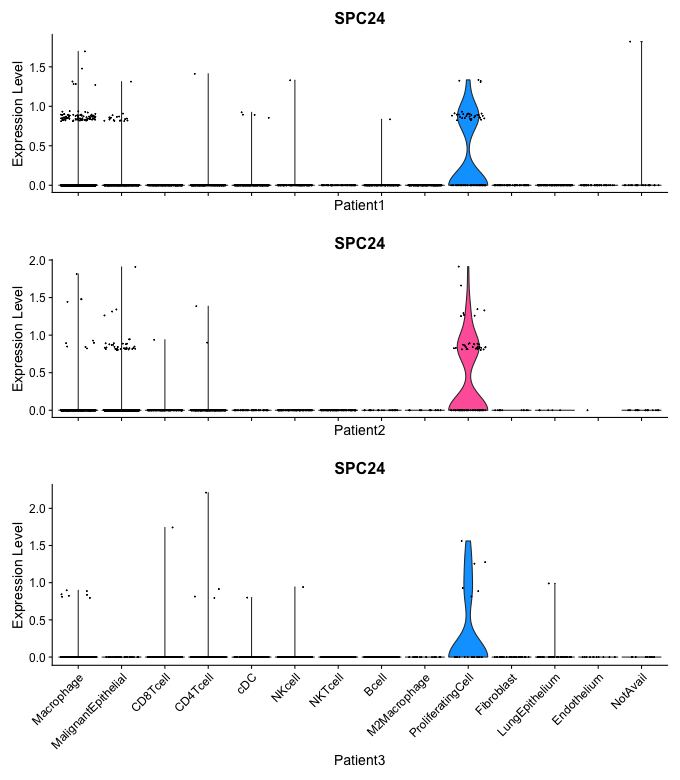 SPC24
Expression Level
1.5
1.0
0.5
0.0
Patient1
SPC24
Expression Level
2.0
1.5
1.0
0.5
0.0
Patient2
SPC24
Expression Level
2.0
1.5
1.0
0.5
0.0
Macrophage
MalignantEpithelial
CD8Tcell
CD4Tcell
cDC
NKcell
NKTcell
Bcell
M2Macrophage
ProliferatingCell
Fibroblast
LungEpithelium
Endothelium
NotAvail
Patient3